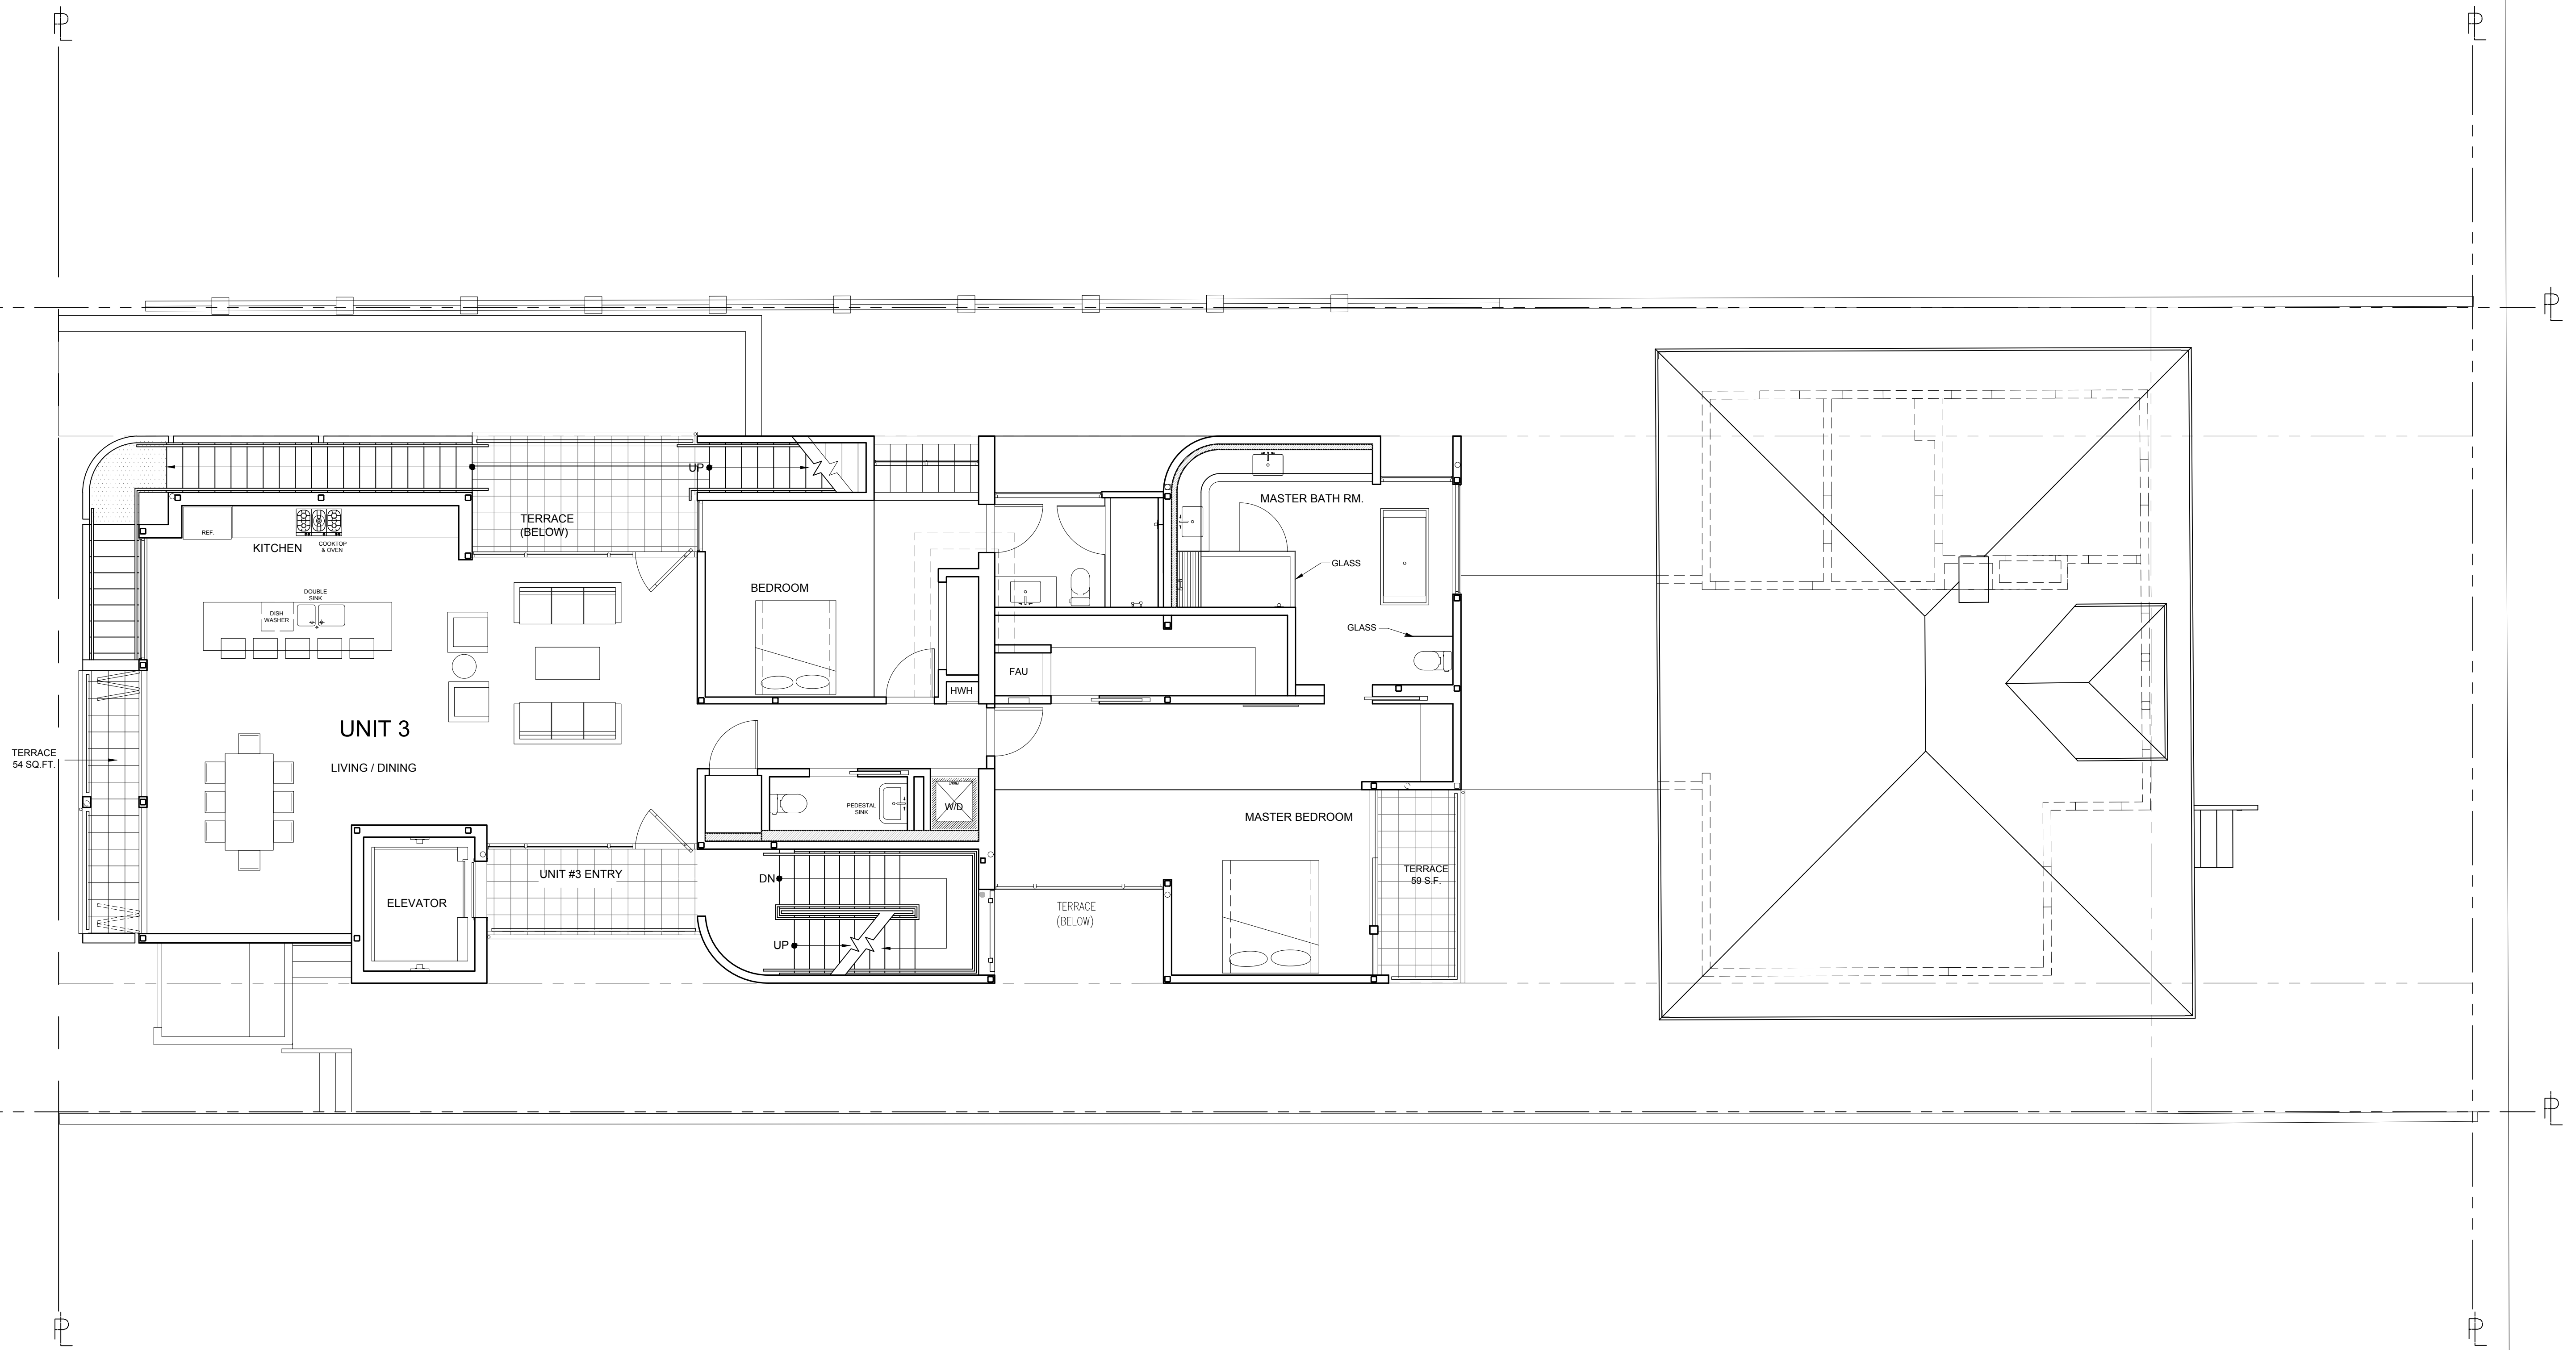 PL
PL
PL
UP
MASTER BATH RM.
TERRACE
(BELOW)
REF.
KITCHEN
COOKTOP
& OVEN
GLASS
BEDROOM
DOUBLE
SINK
DISH
WASHER
GLASS
FAU
HWH
UNIT 3
TERRACE
54 SQ.FT.
LIVING / DINING
PEDESTAL
SINK
W/D
MASTER BEDROOM
UNIT #3 ENTRY
DN
TERRACE
59 S.F.
ELEVATOR
TERRACE
(BELOW)
UP
PL
PL
PL